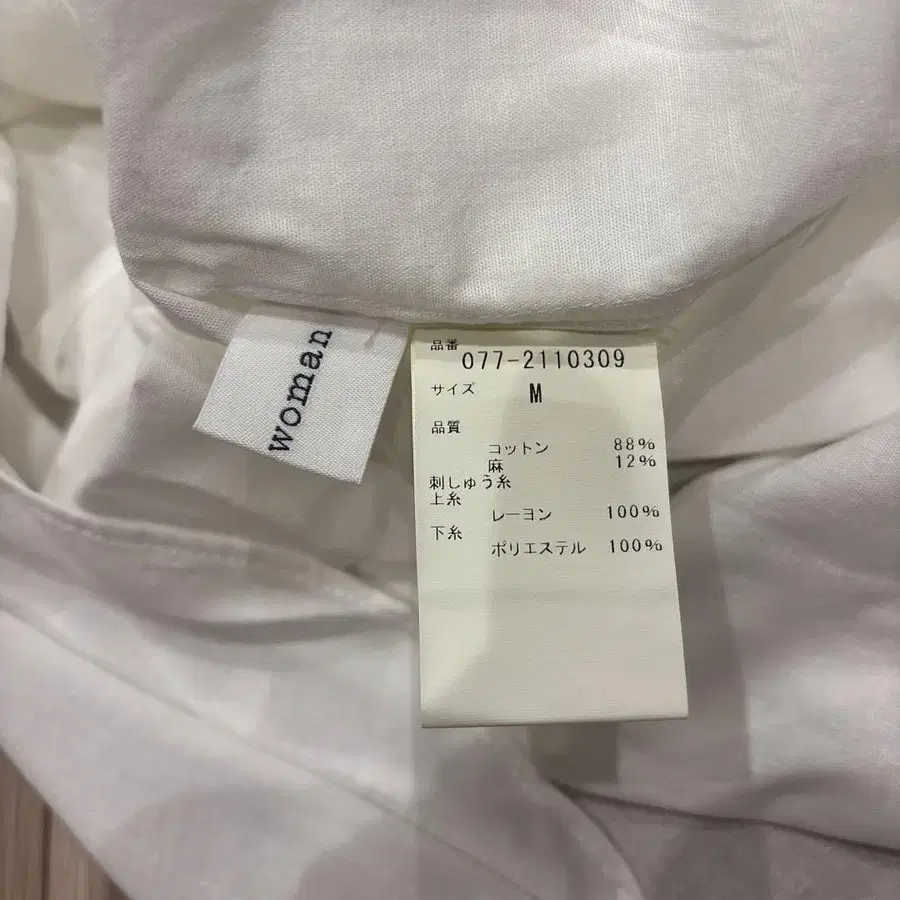 woman
品番
077-2110309
サイズ M
品質
コットン 88%
麻 12%
刺しゅう糸
上糸
レーヨン 100%
下糸
ポリエステル 100%